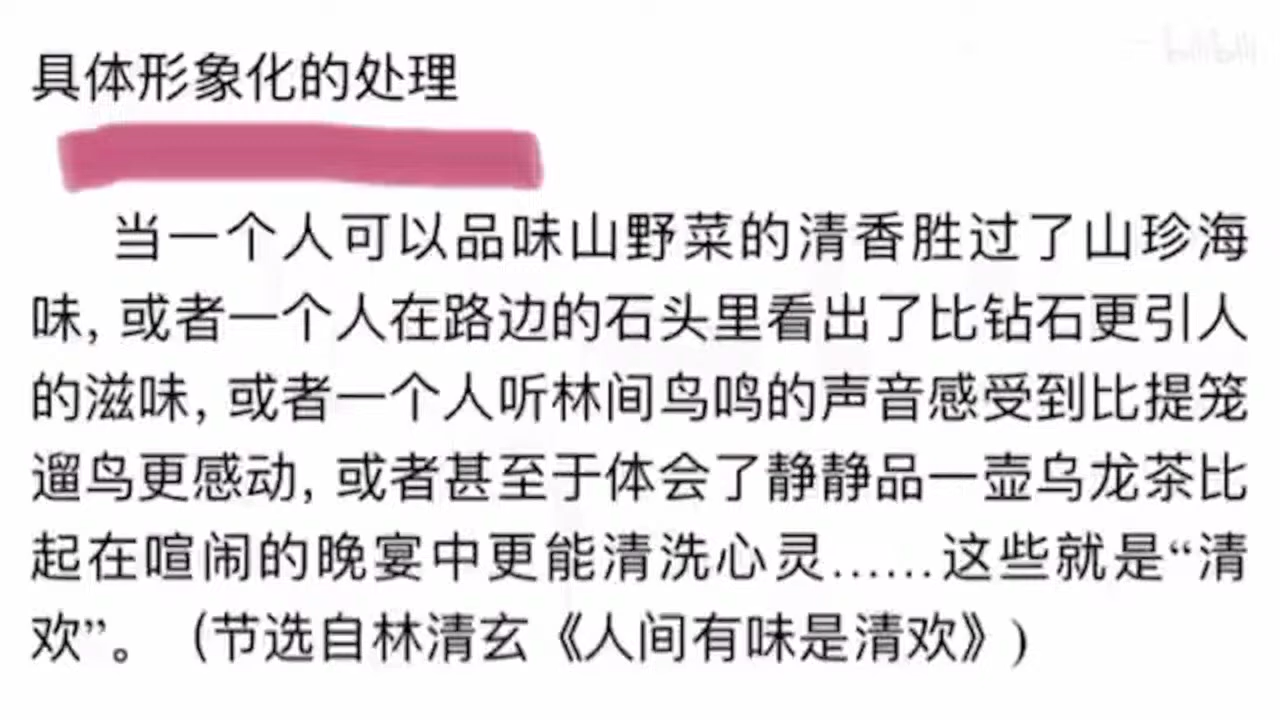 bilibili
具体形象化的处理
当一个人可以品味山野菜的清香胜过了山珍海
味, 或者一个人在路边的石头里看出了比钻石更引人
的滋味, 或者一个人听林间鸟鸣的声音感受到比提笼
遛鸟更感动, 或者甚至于体会了静静品一壶乌龙茶比
起在喧闹的晚宴中更能清洗心灵……这些就是“清
欢”。（节选自林清玄《人间有味是清欢》)